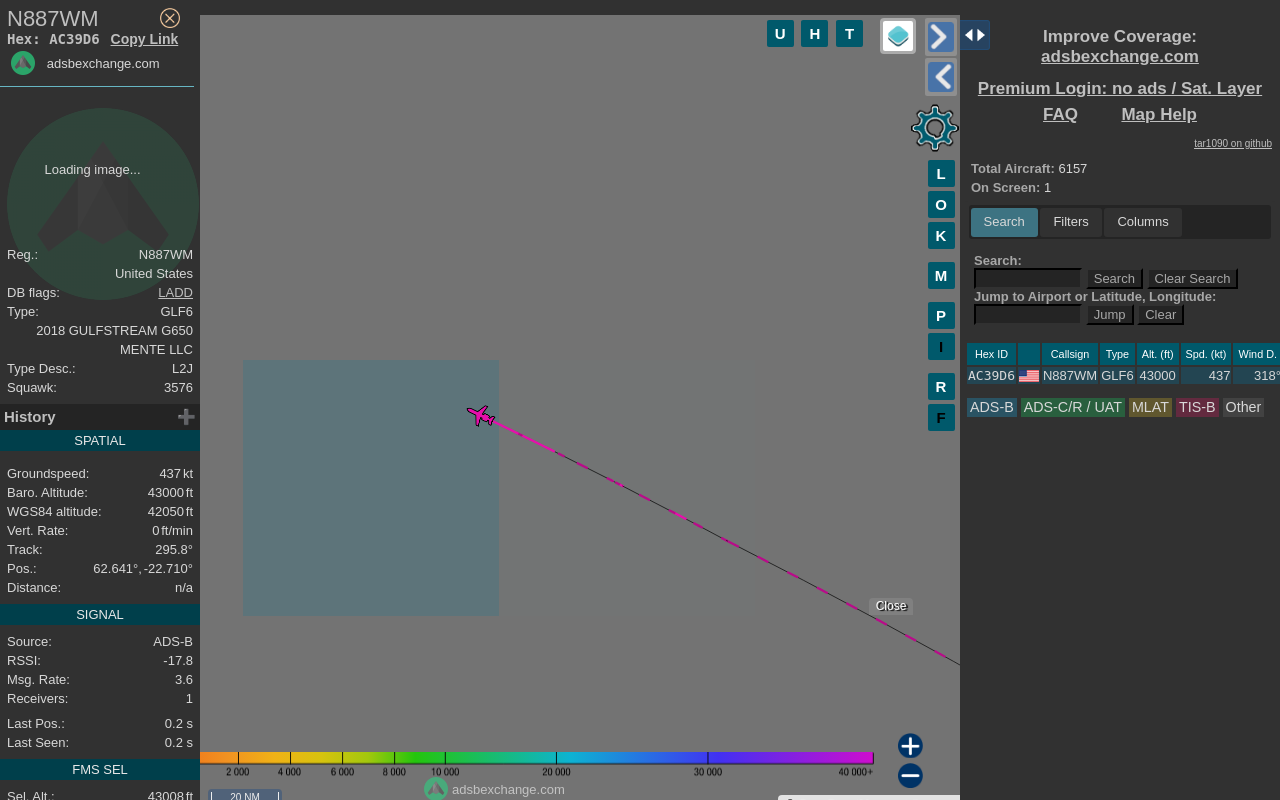 N887WM
Hex: AC39D6 Copy Link
adsbexchange.com
Loading image...
Reg.: N887WM
United States
DB flags: LADD
Type: GLF6
2018 GULFSTREAM G650
MENTE LLC
Type Desc.: L2J
Squawk: 3576
History
SPATIAL
Groundspeed: 437 kt
Baro. Altitude: 43000 ft
WGS84 altitude: 42050 ft
Vert. Rate: 0 ft/min
Track: 295.8°
Pos.: 62.641°, -22.710°
Distance: n/a
SIGNAL
Source: ADS-B
RSSI: -17.8
Msg. Rate: 3.6
Receivers: 1
Last Pos.: 0.2 s
Last Seen: 0.2 s
FMS SEL
Sel. Alt.: 43008 ft
U H T
L
O
K
M
P
I
R
F
Close
2 000 4 000 6 000 8 000 10 000 20 000 30 000 40 000+
20 NM
adsbexchange.com
Improve Coverage:
adsbexchange.com
Premium Login: no ads / Sat. Layer
FAQ Map Help
tar1090 on github
Total Aircraft: 6157
On Screen: 1
Search Filters Columns
Search:
Search Clear Search
Jump to Airport or Latitude, Longitude:
Jump Clear
Hex ID Callsign Type Alt. (ft) Spd. (kt) Wind D.
AC39D6 N887WM GLF6 43000 437 318°
ADS-B ADS-C/R / UAT MLAT TIS-B Other